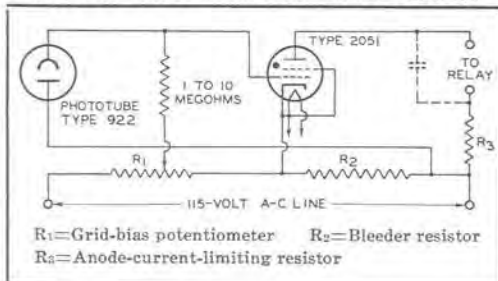 TYPE 2051
TO
RELAY
1 TO 10
MEGOHMS
PHOTOTUBE
TYPE 922
R3
R1
R2
115-VOLT A-C LINE
R1=Grid-bias potentiometer R2=Bleeder resistor
R3=Anode-current-limiting resistor